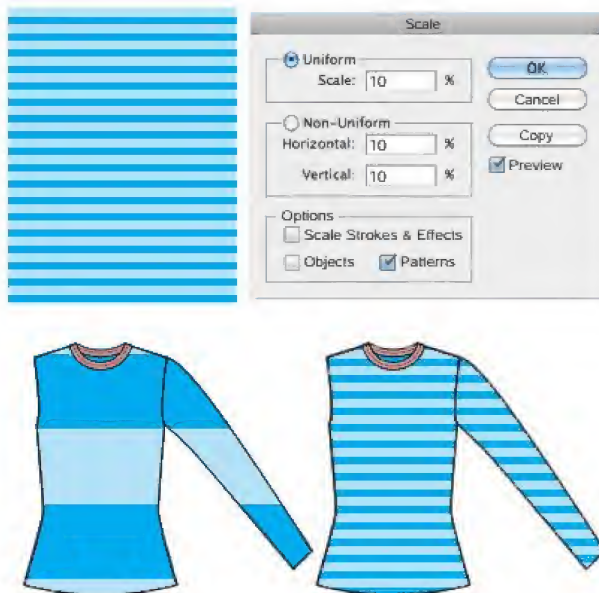 Scale
Uniform
Scale: 10 %
Non-Uniform
Horizontal: 10 %
Vertical: 10 %
Options
Scale Strokes & Effects
Objects Patterns
OK
Cancel
Copy
Preview